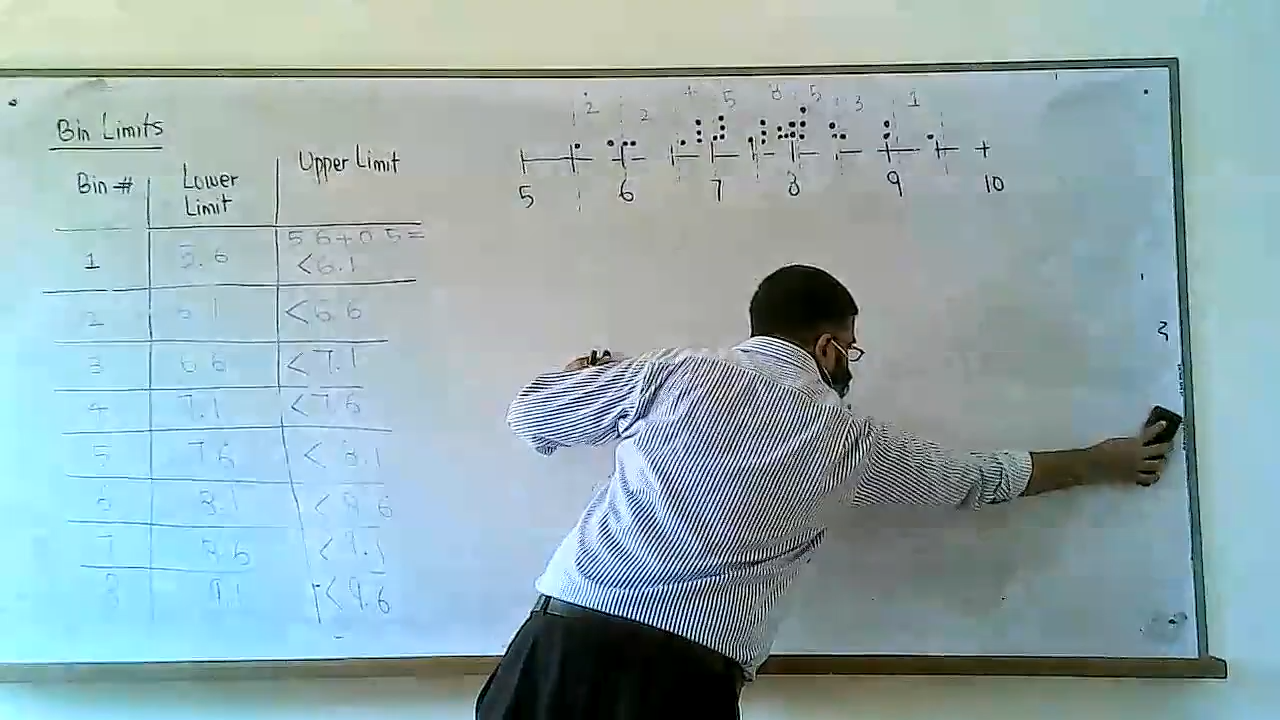 Bin Limits
Bin # Lower Limit Upper Limit
5.6+0.5=
1 5.6 <6.1
2 6.1 <6.6
3 6.6 <7.1
4 7.1 <7.6
5 7.6 <8.1
8.1 <8.6
7 8.6 <9.1
8 9.1 <9.6
2 2 4 5 8 5 3 1
5 6 7 8 9 10